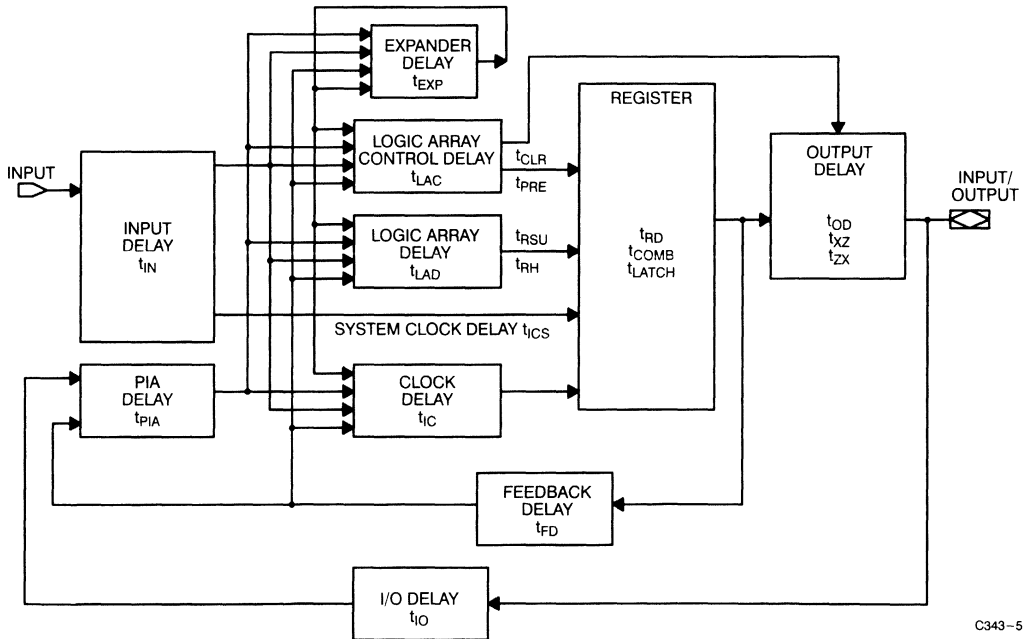 EXPANDER
DELAY
tEXP
REGISTER
LOGIC ARRAY
CONTROL DELAY
tLAC
tCLR
tPRE
OUTPUT
DELAY
tOD
tXZ
tZX
INPUT
INPUT/
OUTPUT
INPUT
DELAY
tIN
LOGIC ARRAY
DELAY
tLAD
tRSU
tRH
tRD
tCOMB
tLATCH
SYSTEM CLOCK DELAY tICS
PIA
DELAY
tPIA
CLOCK
DELAY
tIC
FEEDBACK
DELAY
tFD
I/O DELAY
tIO
C343–5